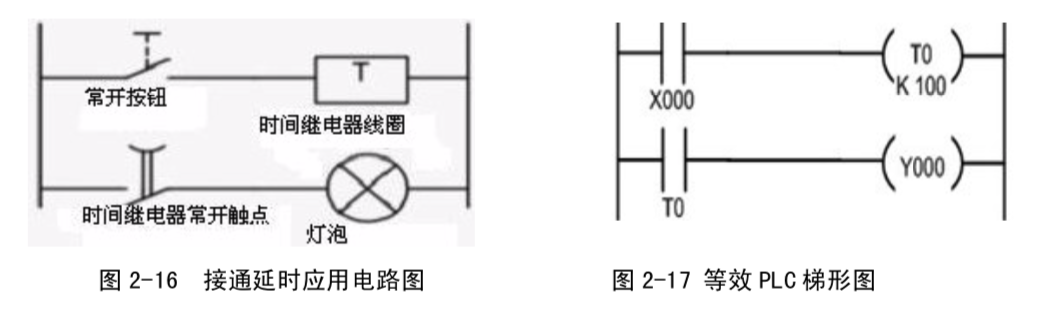 T
常开按钮
时间继电器线圈
时间继电器常开触点
灯泡
图 2-16 接通延时应用电路图
T0
K 100
X000
Y000
T0
图 2-17 等效 PLC 梯形图